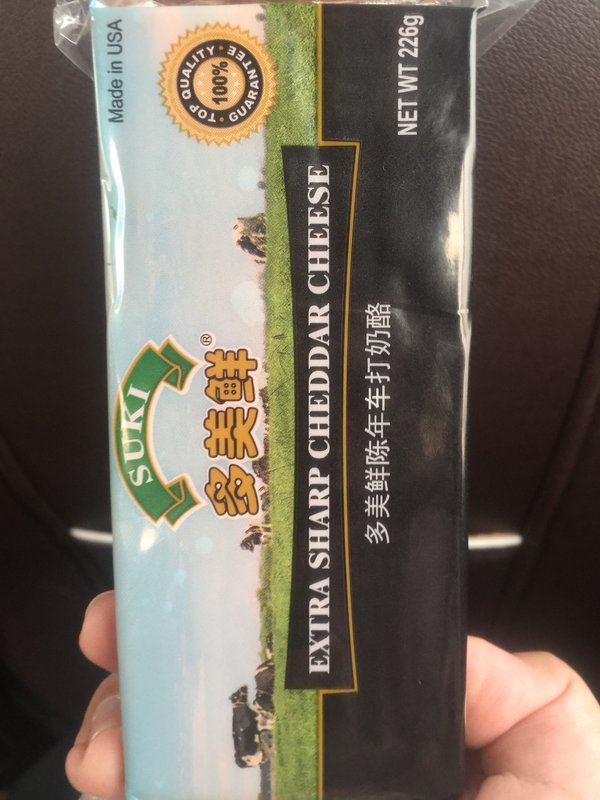 SUKI
多美鲜®
Made in USA
TOP QUALITY
100%
GUARANTEE
EXTRA SHARP CHEDDAR CHEESE
多美鲜陈年车打奶酪
NET WT 226g